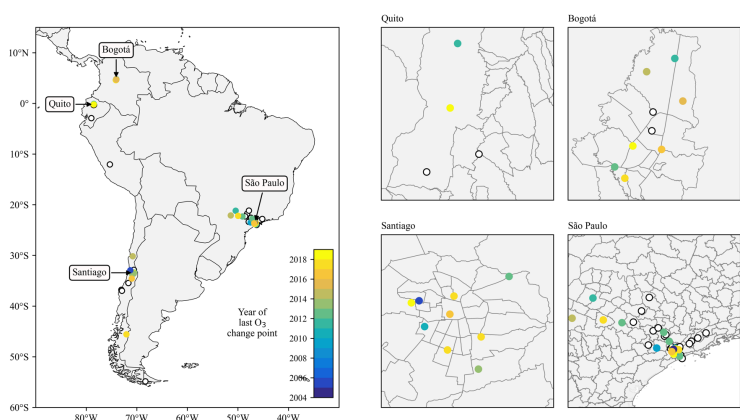 Quito
Bogotá
10°N
Bogotá
0°
Quito
10°S
São Paulo
20°S
Santiago
São Paulo
30°S
2018
Santiago
2016
2014
Year of
last O3
change point
2012
40°S
2010
2008
50°S
2006
2004
60°S
80°W
70°W
60°W
50°W
40°W